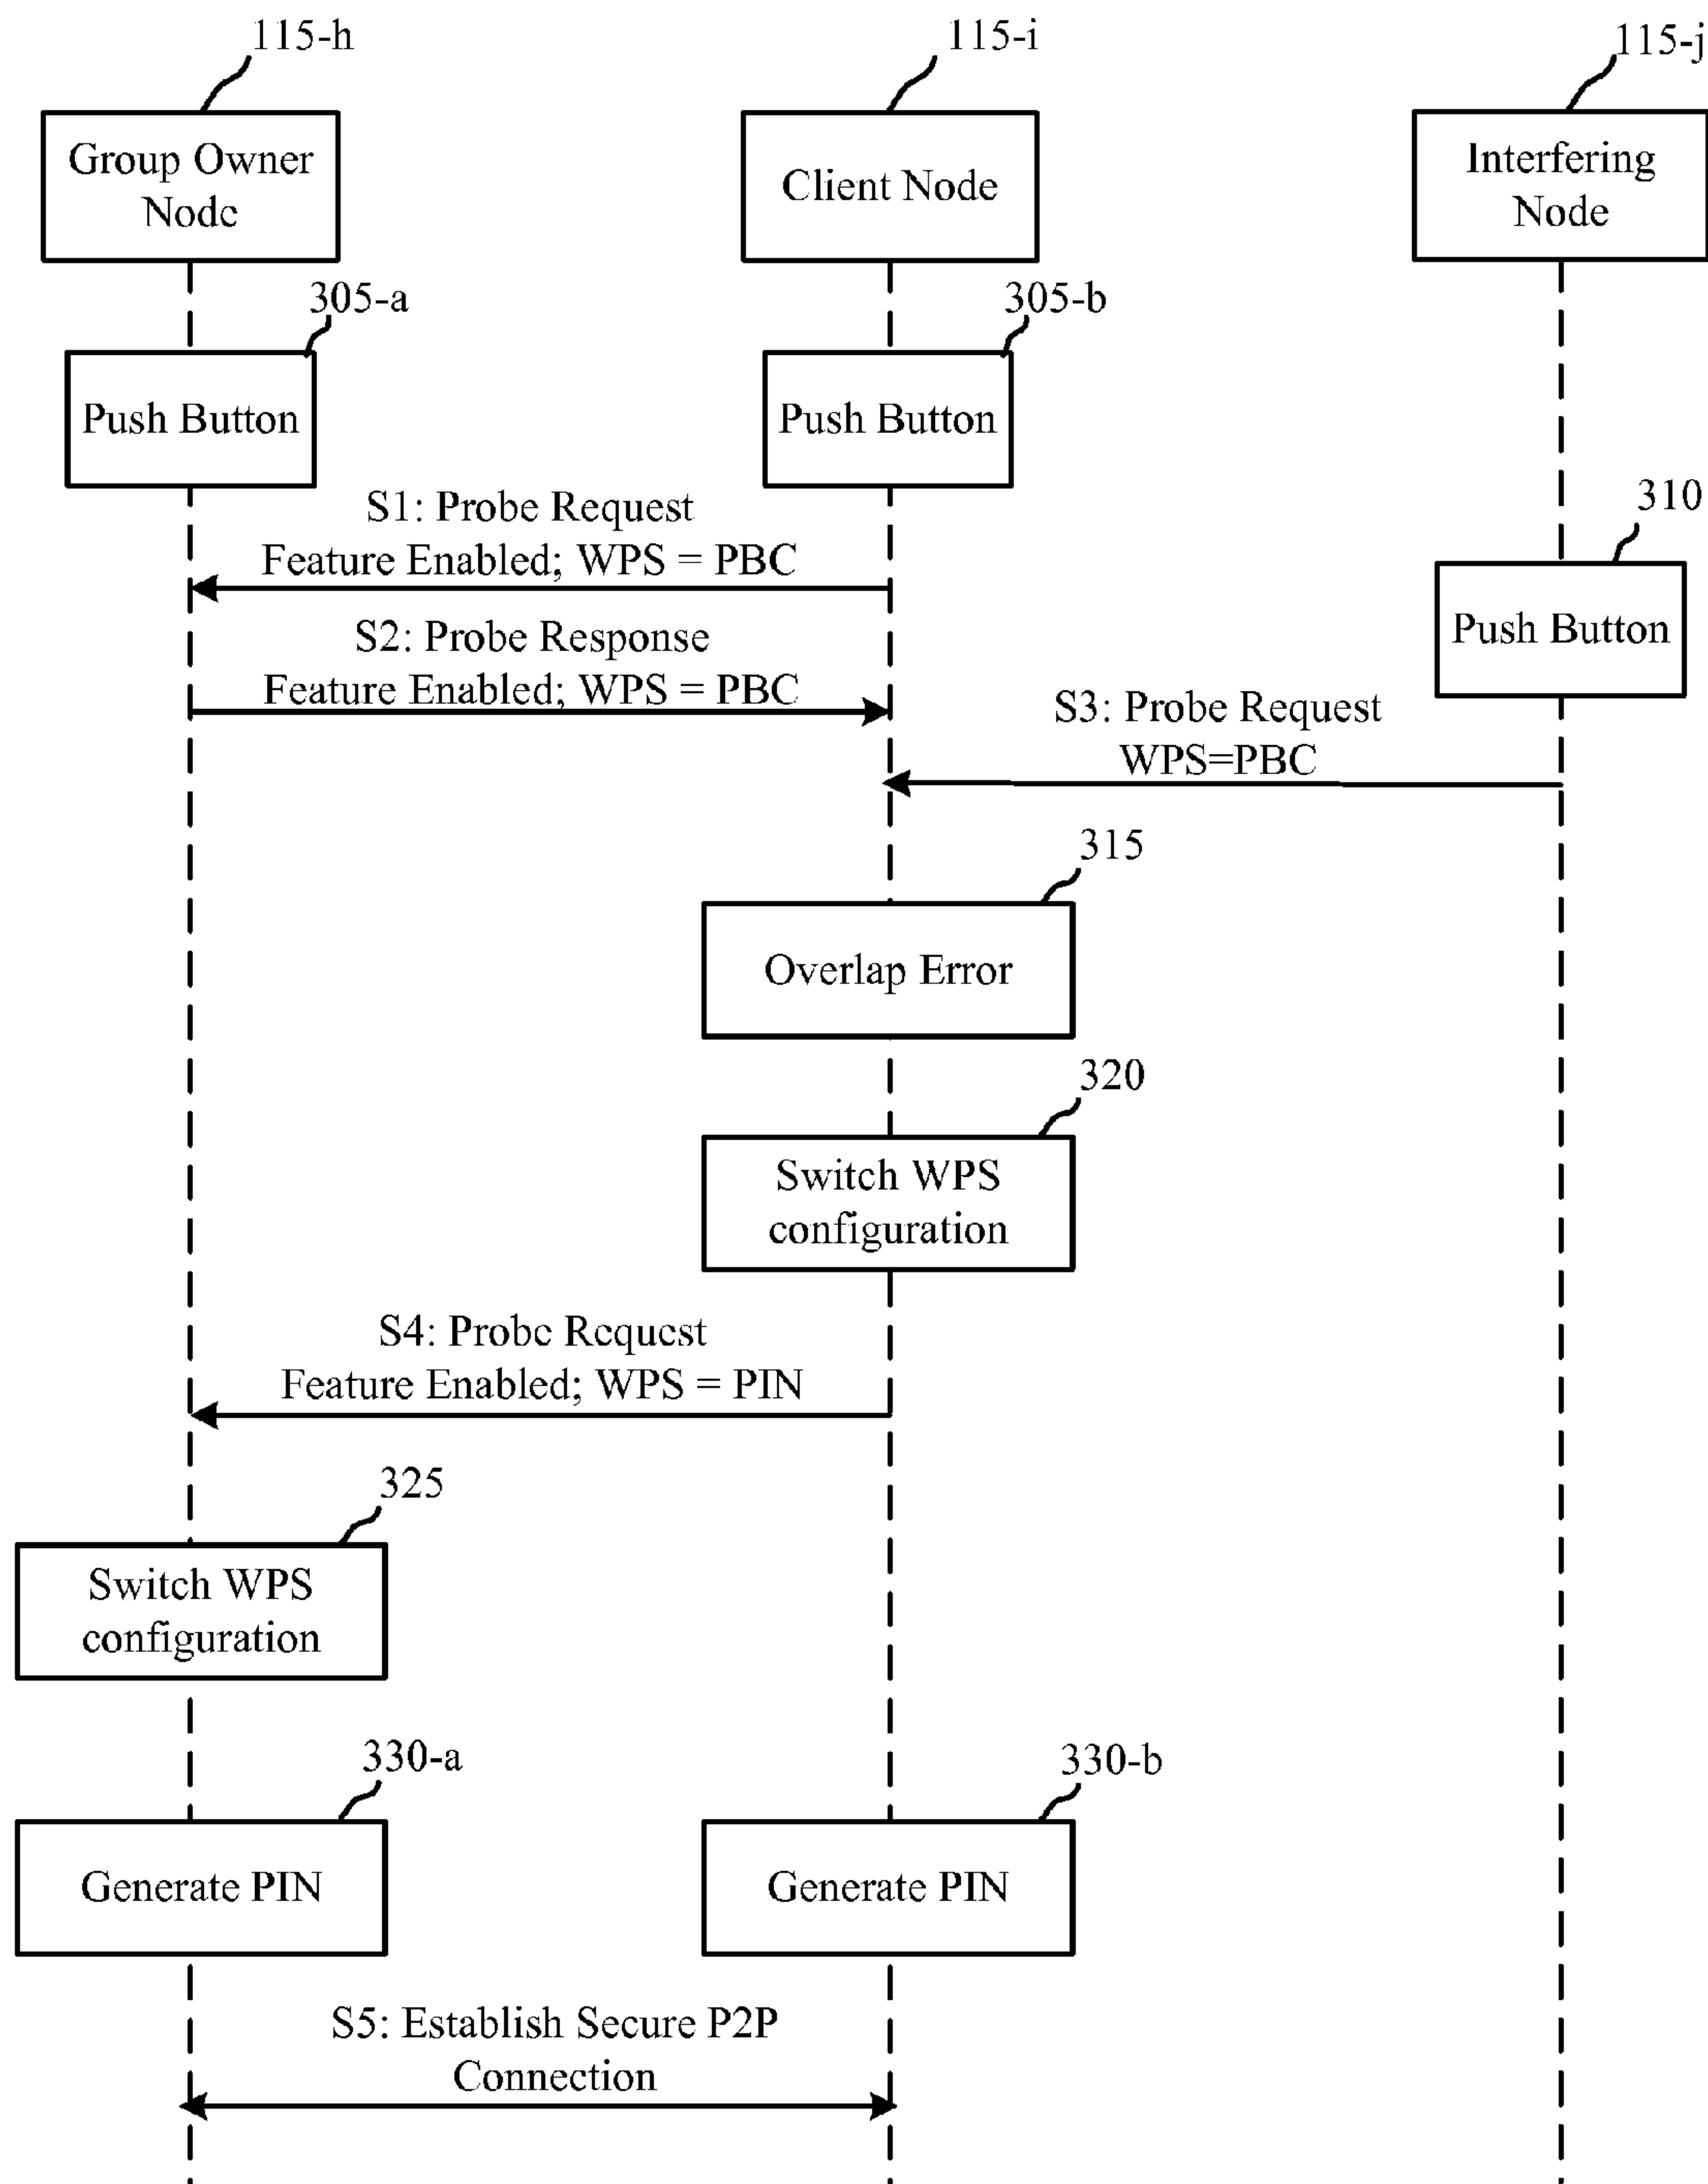 115-h
115-i
115-j
Group Owner
Node
Client Node
Interfering
Node
305-a
305-b
Push Button
Push Button
310
Push Button
S1: Probe Request
Feature Enabled; WPS = PBC
S2: Probe Response
Feature Enabled; WPS = PBC
S3: Probe Request
WPS=PBC
315
Overlap Error
320
Switch WPS
configuration
S4: Probe Request
Feature Enabled; WPS = PIN
325
Switch WPS
configuration
330-a
330-b
Generate PIN
Generate PIN
S5: Establish Secure P2P
Connection